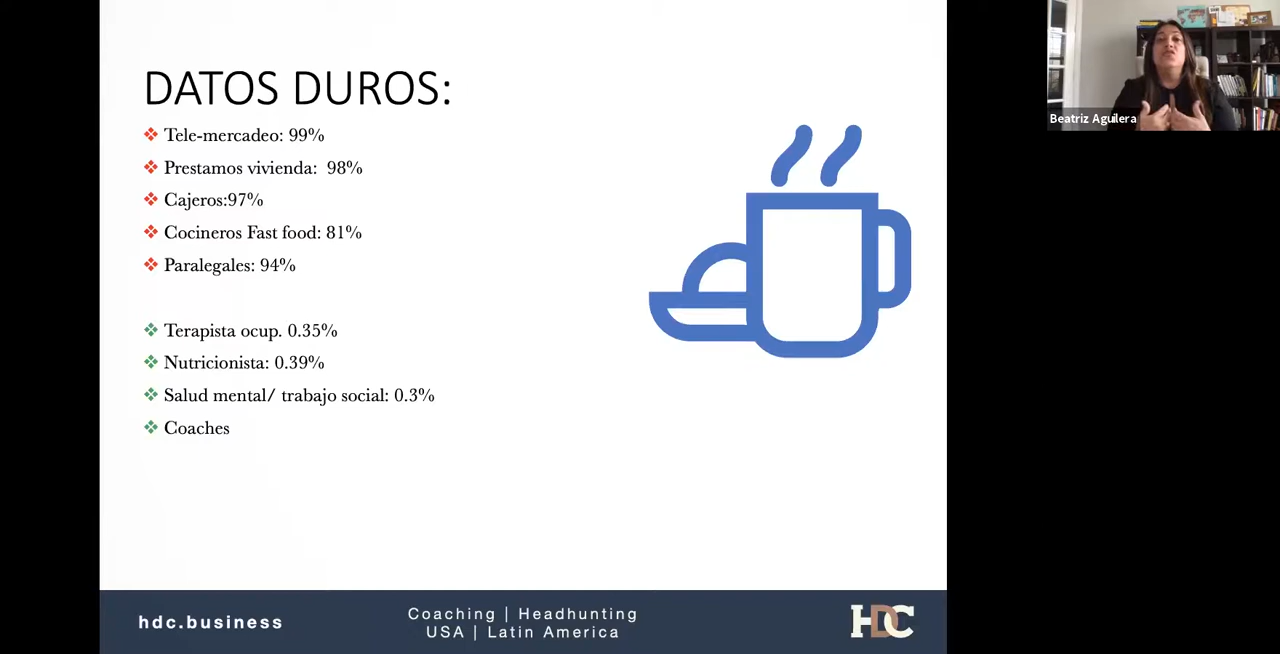 DATOS DUROS:
Tele-mercadeo: 99%
Prestamos vivienda:  98%
Cajeros:97%
Cocineros Fast food: 81%
Paralegales: 94%
Terapista ocup. 0.35%
Nutricionista: 0.39%
Salud mental/ trabajo social: 0.3%
Coaches
hdc.business
Coaching | Headhunting
USA | Latin America
HDC
Beatriz Aguilera